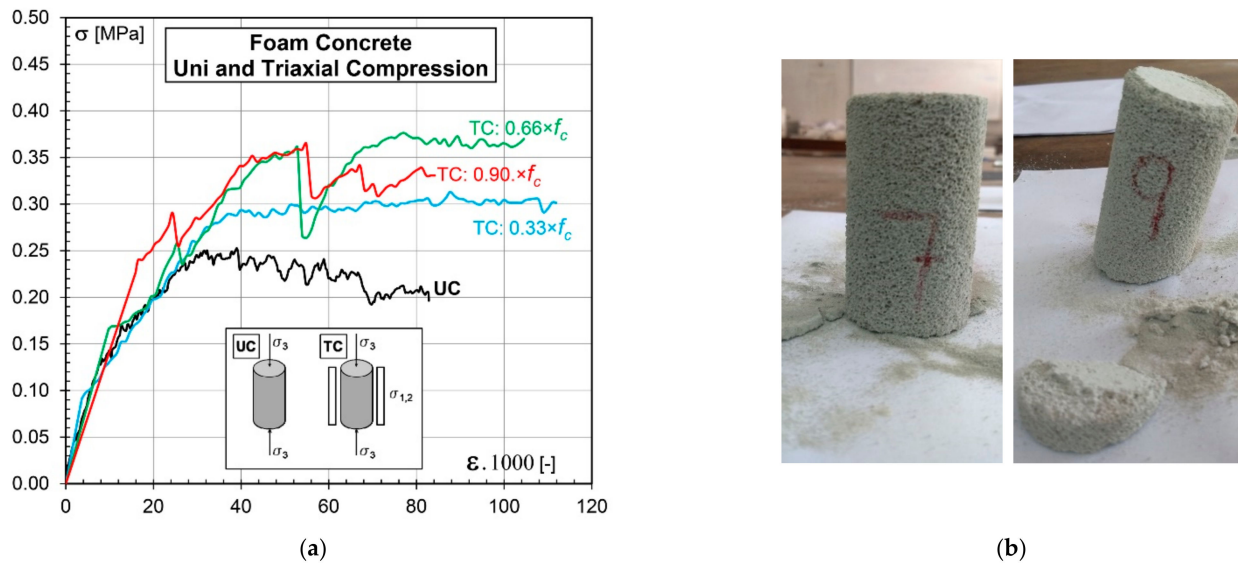 σ [MPa]
Foam Concrete
Uni and Triaxial Compression
0.50
0.45
0.40
0.35
0.30
0.25
0.20
0.15
0.10
0.05
0.00
TC: 0.66×fc
TC: 0.90.×fc
TC: 0.33×fc
UC
UC
σ3
σ3
TC
σ3
σ1,2
σ3
ε.1000 [-]
0 20 40 60 80 100 120
(a)
7
9
(b)